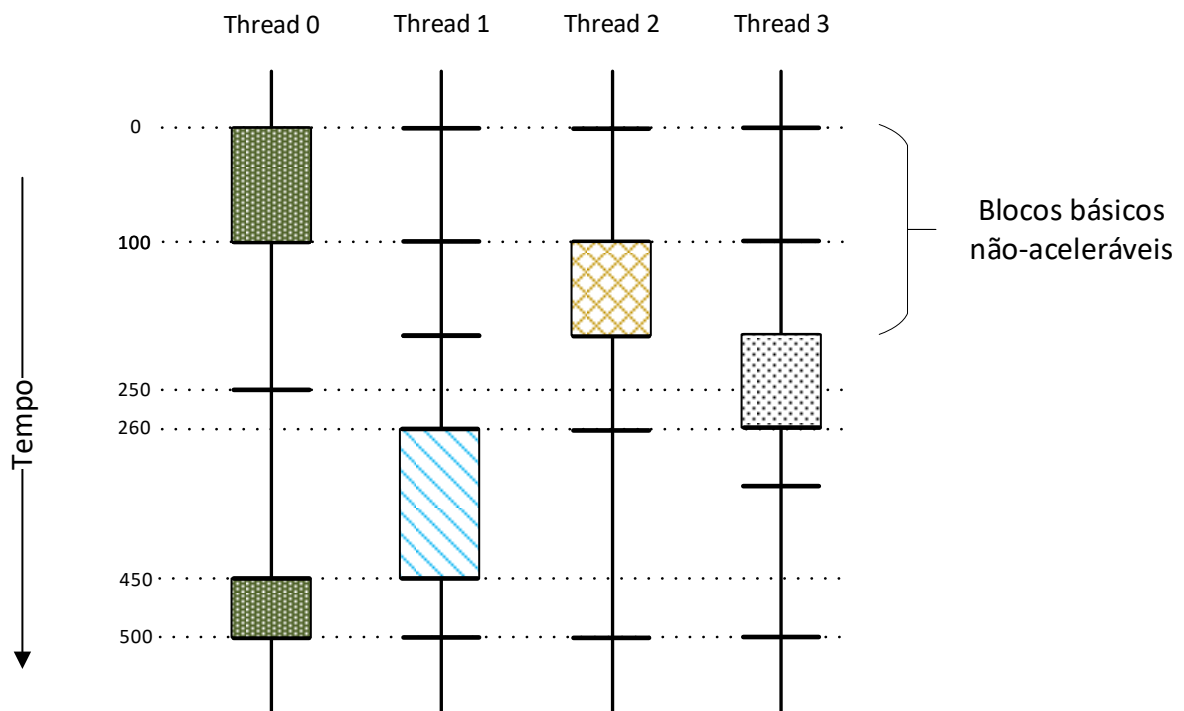 Thread 0
Thread 1
Thread 2
Thread 3
0
100
250
260
450
500
Tempo
Blocos básicos
não-aceleráveis